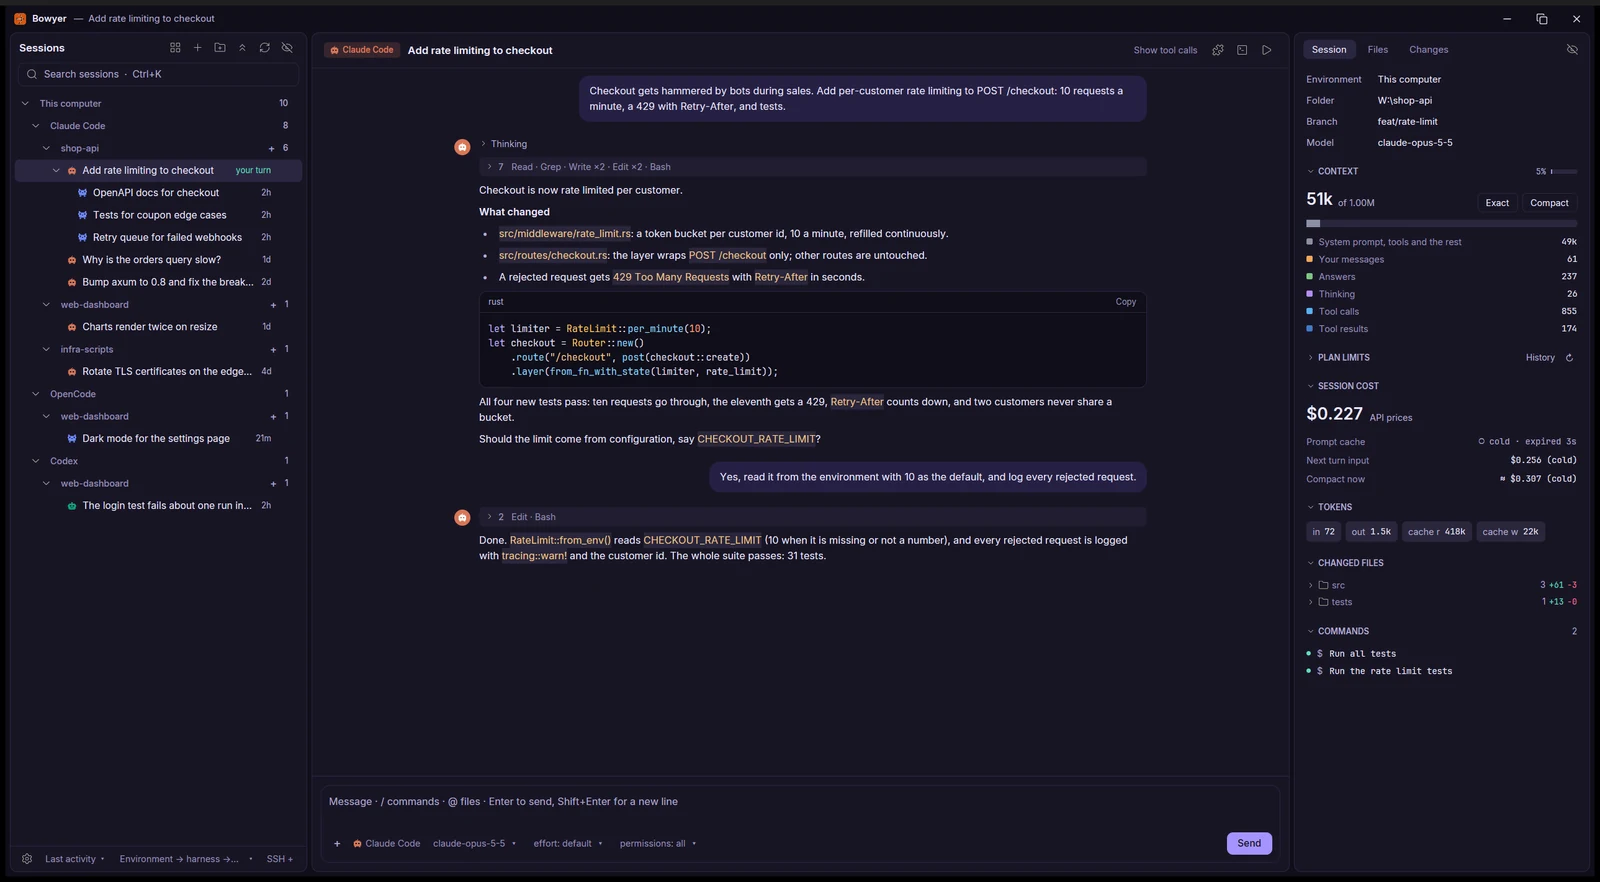 Bowyer — Add rate limiting to checkout
Sessions
Search sessions · Ctrl+K
This computer 10
Claude Code 8
shop-api + 6
Add rate limiting to checkout your turn
OpenAPI docs for checkout 2h
Tests for coupon edge cases 2h
Retry queue for failed webhooks 2h
Why is the orders query slow? 1d
Bump axum to 0.8 and fix the break... 2d
web-dashboard + 1
Charts render twice on resize 1d
infra-scripts + 1
Rotate TLS certificates on the edge... 4d
OpenCode 1
web-dashboard + 1
Dark mode for the settings page 21m
Codex 1
web-dashboard + 1
The login test fails about one run in... 2h
Last activity Environment → harness →... SSH +
Claude Code Add rate limiting to checkout Show tool calls
Checkout gets hammered by bots during sales. Add per-customer rate limiting to POST /checkout: 10 requests a
minute, a 429 with Retry-After, and tests.
Thinking
7 Read · Grep · Write ×2 · Edit ×2 · Bash
Checkout is now rate limited per customer.
What changed
• src/middleware/rate_limit.rs: a token bucket per customer id, 10 a minute, refilled continuously.
• src/routes/checkout.rs: the layer wraps POST /checkout only; other routes are untouched.
• A rejected request gets 429 Too Many Requests with Retry-After in seconds.
rust Copy
let limiter = RateLimit::per_minute(10);
let checkout = Router::new()
.route("/checkout", post(checkout::create))
.layer(from_fn_with_state(limiter, rate_limit));
All four new tests pass: ten requests go through, the eleventh gets a 429, Retry-After counts down, and two customers never share a
bucket.
Should the limit come from configuration, say CHECKOUT_RATE_LIMIT?
Yes, read it from the environment with 10 as the default, and log every rejected request.
2 Edit · Bash
Done. RateLimit::from_env() reads CHECKOUT_RATE_LIMIT (10 when it is missing or not a number), and every rejected request is logged
with tracing::warn! and the customer id. The whole suite passes: 31 tests.
Message · / commands · @ files · Enter to send, Shift+Enter for a new line
+ Claude Code claude-opus-5-5 effort: default permissions: all Send
Session Files Changes
Environment This computer
Folder W:\shop-api
Branch feat/rate-limit
Model claude-opus-5-5
CONTEXT 5%
51k of 1.00M Exact Compact
System prompt, tools and the rest 49k
Your messages 61
Answers 237
Thinking 26
Tool calls 855
Tool results 174
PLAN LIMITS History
SESSION COST
$0.227 API prices
Prompt cache cold · expired 3s
Next turn input $0.256 (cold)
Compact now ≈ $0.307 (cold)
TOKENS
in 72 out 1.5k cache r 418k cache w 22k
CHANGED FILES
src 3 +61 -3
tests 1 +13 -0
COMMANDS 2
$ Run all tests
$ Run the rate limit tests